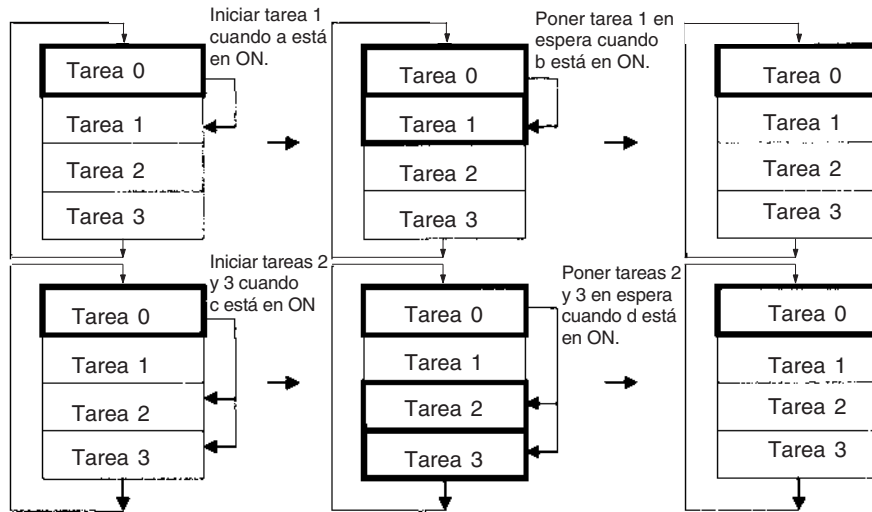 Iniciar tarea 1
cuando a está
en ON.
Poner tarea 1 en
espera cuando
b está en ON.
Tarea 0
Tarea 1
Tarea 2
Tarea 3
Tarea 0
Tarea 1
Tarea 2
Tarea 3
Tarea 0
Tarea 1
Tarea 2
Tarea 3
Iniciar tareas 2
y 3 cuando
c está en ON
Poner tareas 2
y 3 en espera
cuando d está
en ON.
Tarea 0
Tarea 1
Tarea 2
Tarea 3
Tarea 0
Tarea 1
Tarea 2
Tarea 3
Tarea 0
Tarea 1
Tarea 2
Tarea 3